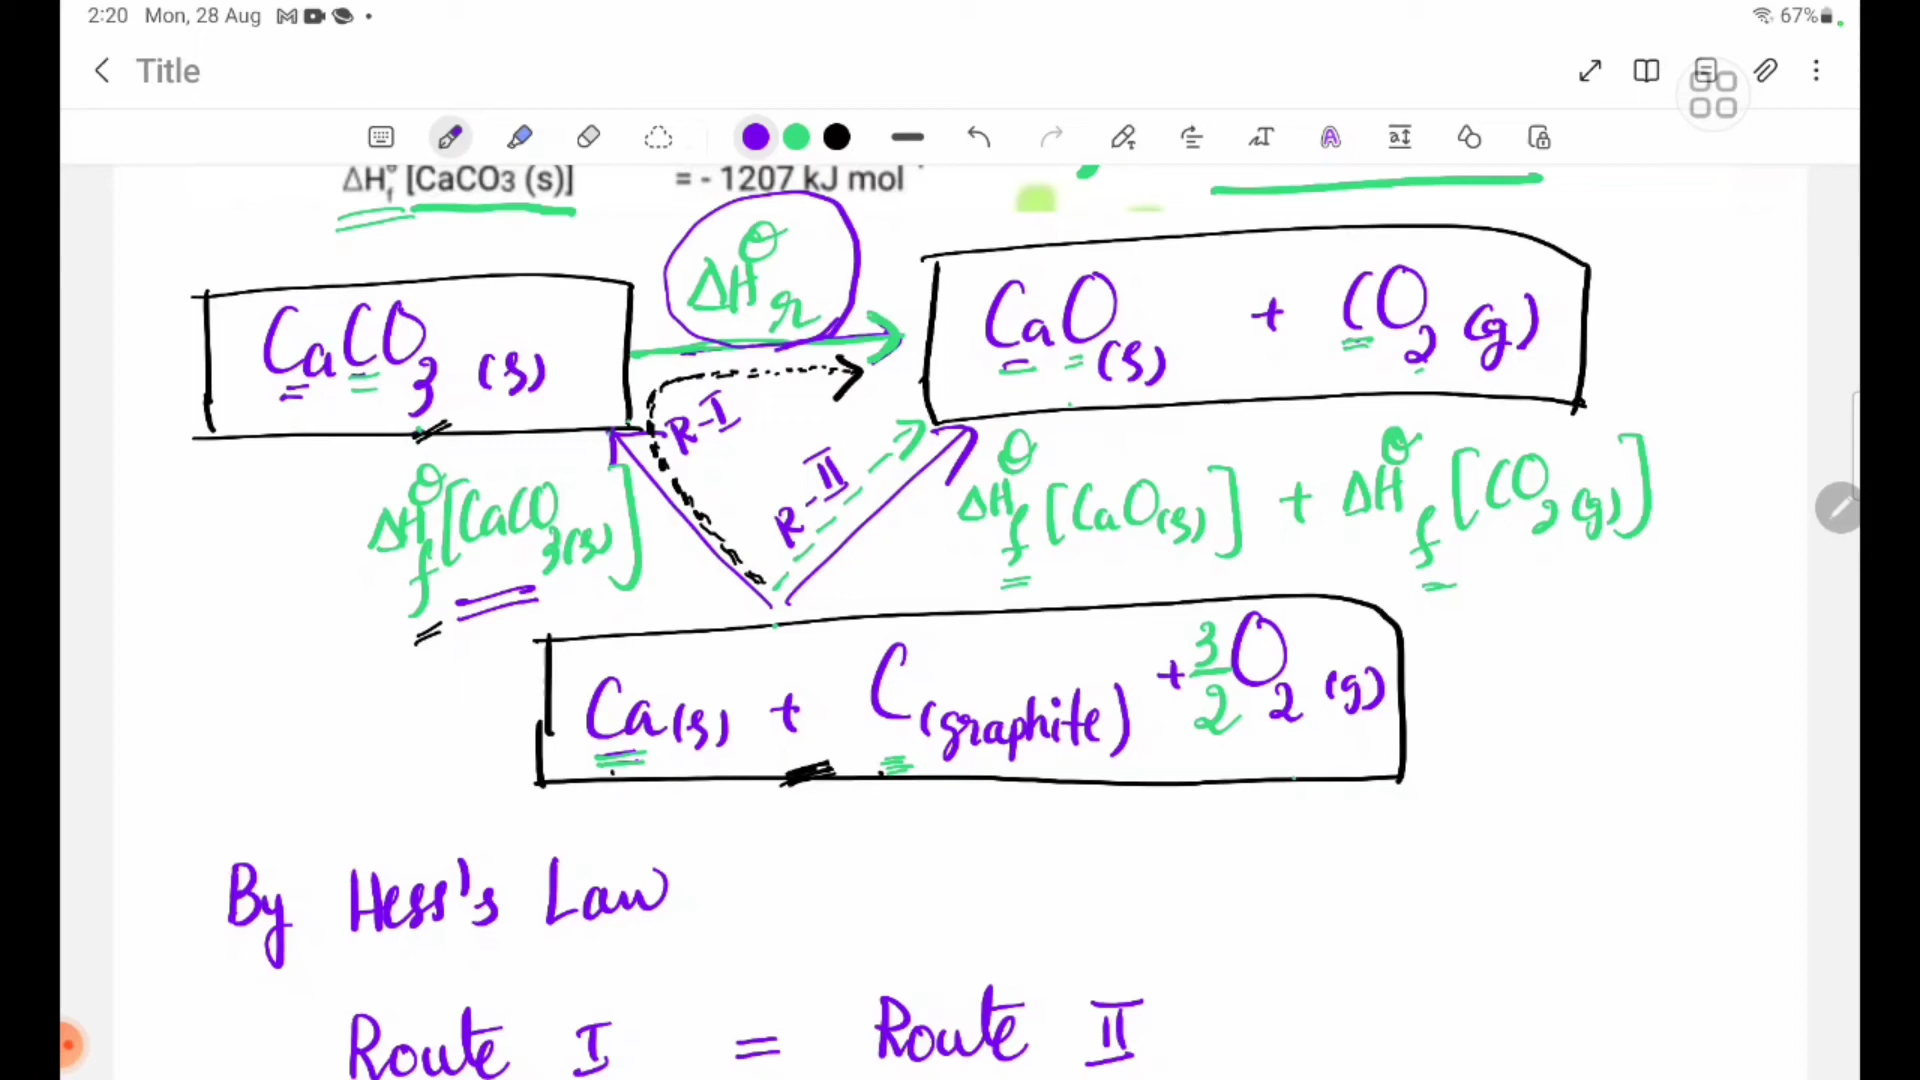 2:20 Mon, 28 Aug 67%
Title
ΔH°f [CaCO3 (s)] = - 1207 kJ mol
ΔH°r
CaCO3 (s)
CaO(s) + CO2 (g)
R-I
R-II
ΔH°f [CaCO3(s)]
ΔH°f [CaO(s)] + ΔH°f [CO2(g)]
Ca(s) + C(graphite) + 3/2 O2 (g)
By Hess's Law
Route I = Route II